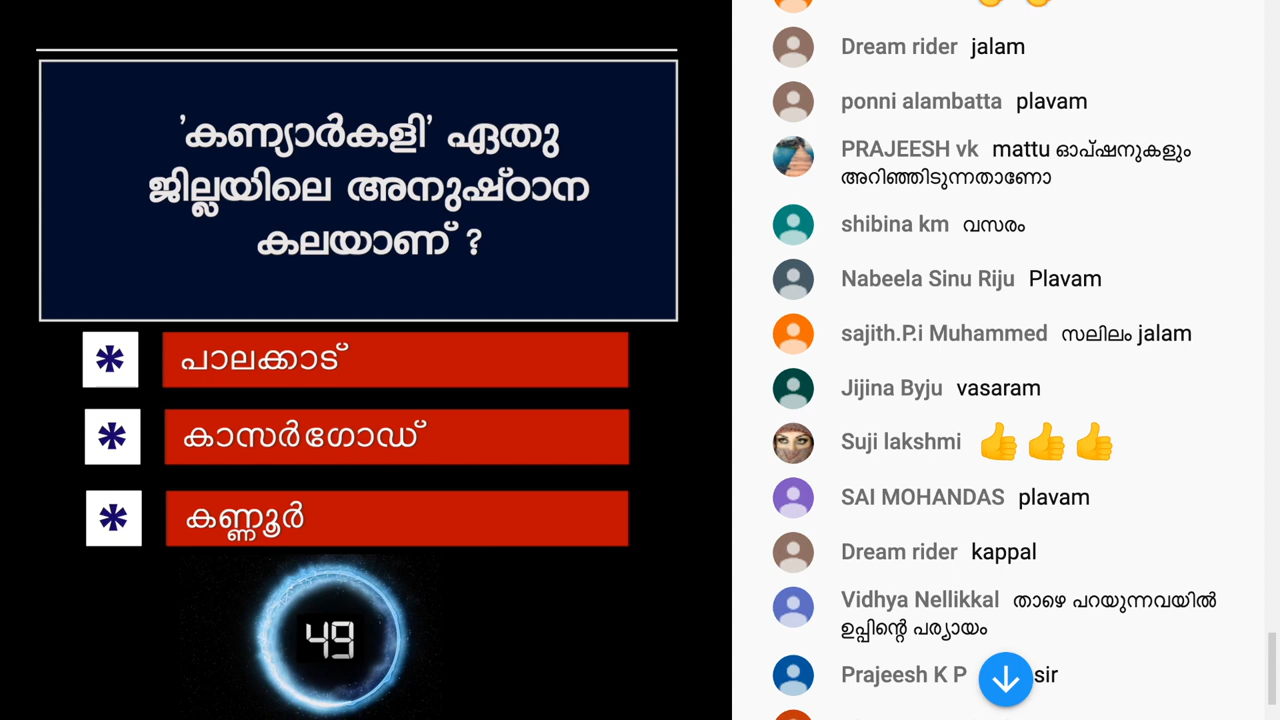 'കണ്യാർകളി' ഏതു
ജില്ലയിലെ അനുഷ്ഠാന
കലയാണ് ?
* പാലക്കാട്
* കാസർഗോഡ്
* കണ്ണൂർ
49
Dream rider jalam
ponni alambatta plavam
PRAJEESH vk mattu ഓപ്ഷനുകളും
അറിഞ്ഞിടുന്നതാണോ
shibina km വസരം
Nabeela Sinu Riju Plavam
sajith.P.i Muhammed സലിലം jalam
Jijina Byju vasaram
Suji lakshmi 👍👍👍
SAI MOHANDAS plavam
Dream rider kappal
Vidhya Nellikkal താഴെ പറയുന്നവയിൽ
ഉപ്പിന്റെ പര്യായം
Prajeesh K P sir